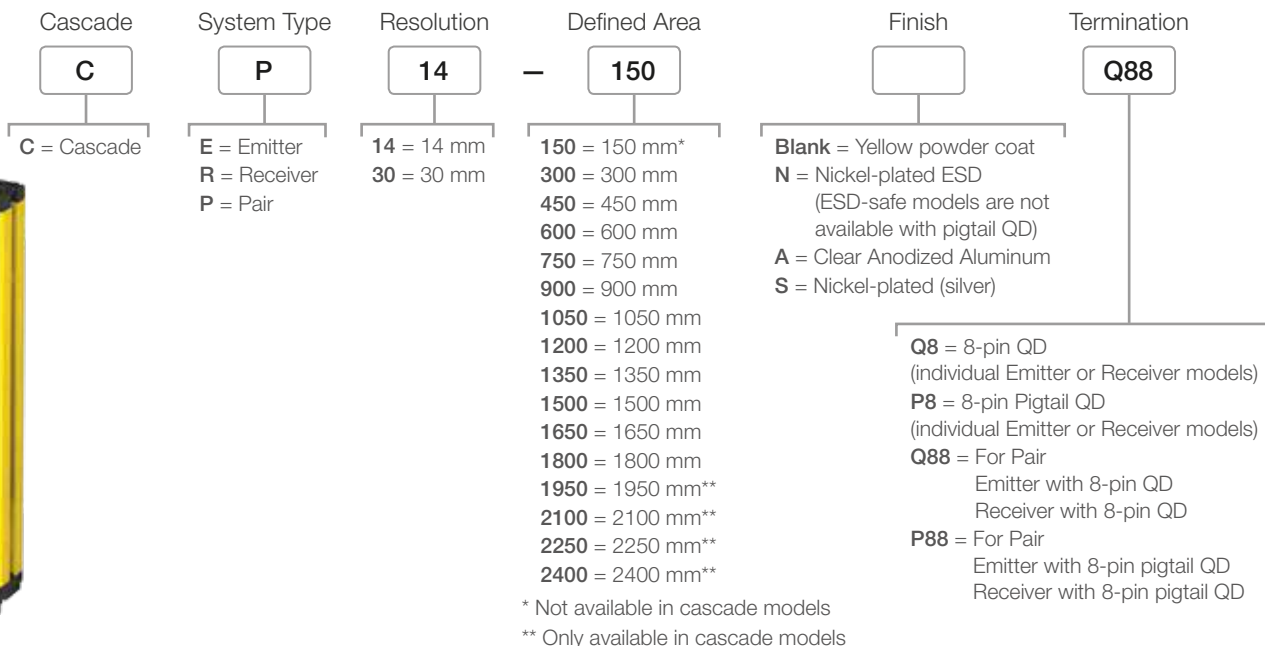 Cascade System Type Resolution Defined Area Finish Termination
C P 14 – 150 Q88
C = Cascade
E = Emitter
R = Receiver
P = Pair
14 = 14 mm
30 = 30 mm
150 = 150 mm*
300 = 300 mm
450 = 450 mm
600 = 600 mm
750 = 750 mm
900 = 900 mm
1050 = 1050 mm
1200 = 1200 mm
1350 = 1350 mm
1500 = 1500 mm
1650 = 1650 mm
1800 = 1800 mm
1950 = 1950 mm**
2100 = 2100 mm**
2250 = 2250 mm**
2400 = 2400 mm**
* Not available in cascade models
** Only available in cascade models
Blank = Yellow powder coat
N = Nickel-plated ESD
(ESD-safe models are not
available with pigtail QD)
A = Clear Anodized Aluminum
S = Nickel-plated (silver)
Q8 = 8-pin QD
(individual Emitter or Receiver models)
P8 = 8-pin Pigtail QD
(individual Emitter or Receiver models)
Q88 = For Pair
Emitter with 8-pin QD
Receiver with 8-pin QD
P88 = For Pair
Emitter with 8-pin pigtail QD
Receiver with 8-pin pigtail QD